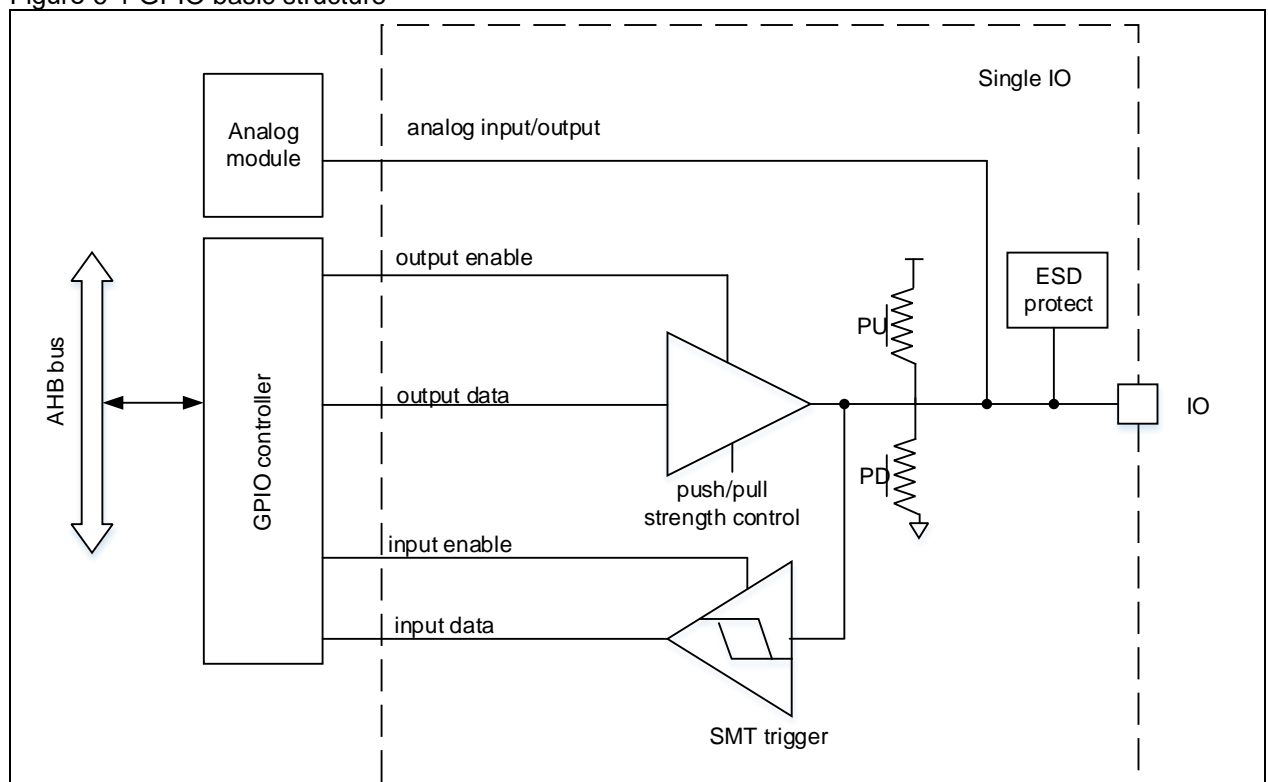 Single IO
Analog
module
analog input/output
output enable
ESD
protect
PU
AHB bus
GPIO controller
output data
IO
PD
push/pull
strength control
input enable
input data
SMT trigger